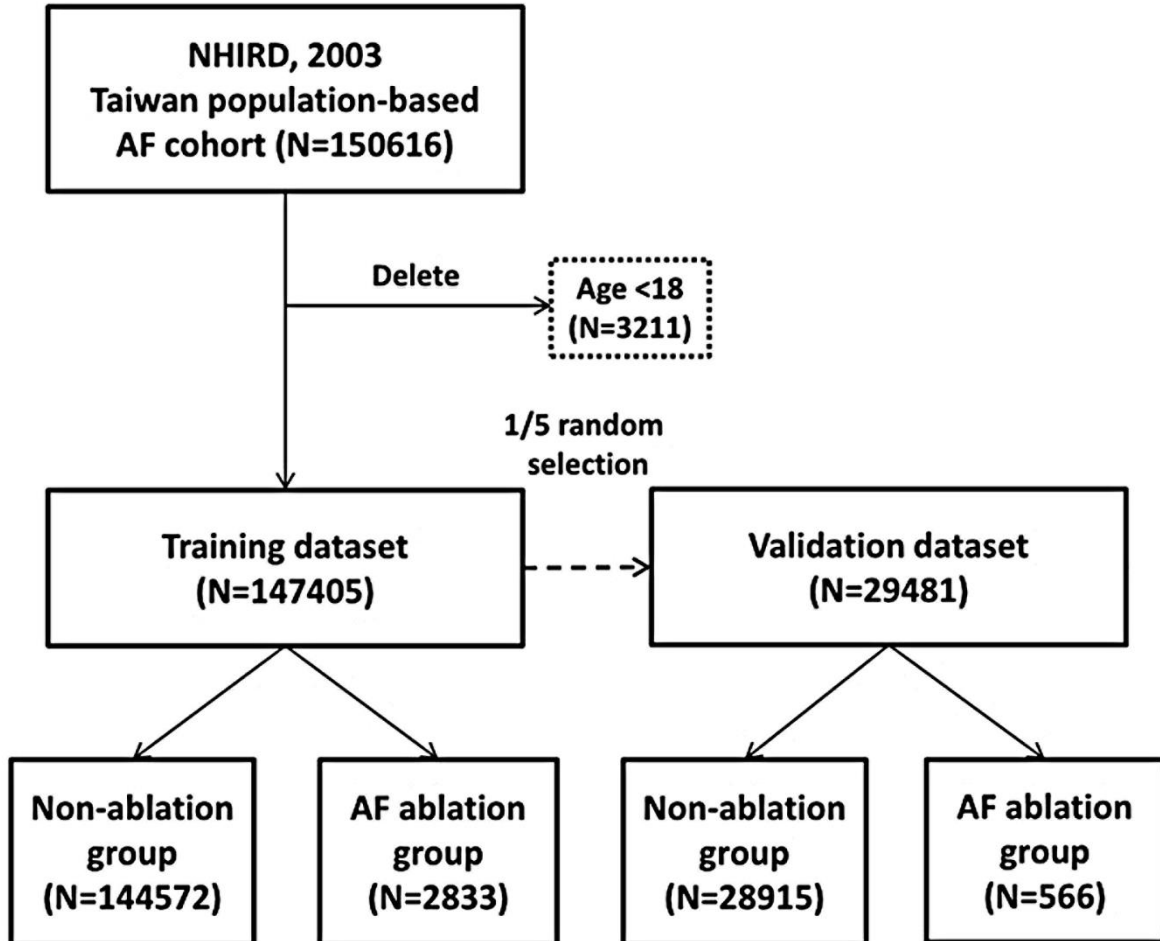 NHIRD, 2003
Taiwan population-based
AF cohort (N=150616)
Delete
Age <18
(N=3211)
1/5 random
selection
Training dataset
(N=147405)
Validation dataset
(N=29481)
Non-ablation
group
(N=144572)
AF ablation
group
(N=2833)
Non-ablation
group
(N=28915)
AF ablation
group
(N=566)